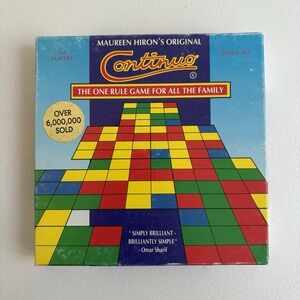 MAUREEN HIRON'S ORIGINAL
Continuo
THE ONE RULE GAME FOR ALL THE FAMILY
OVER
6,000,000
SOLD
"SIMPLY BRILLIANT -
BRILLIANTLY SIMPLE"
- Omar Sharif